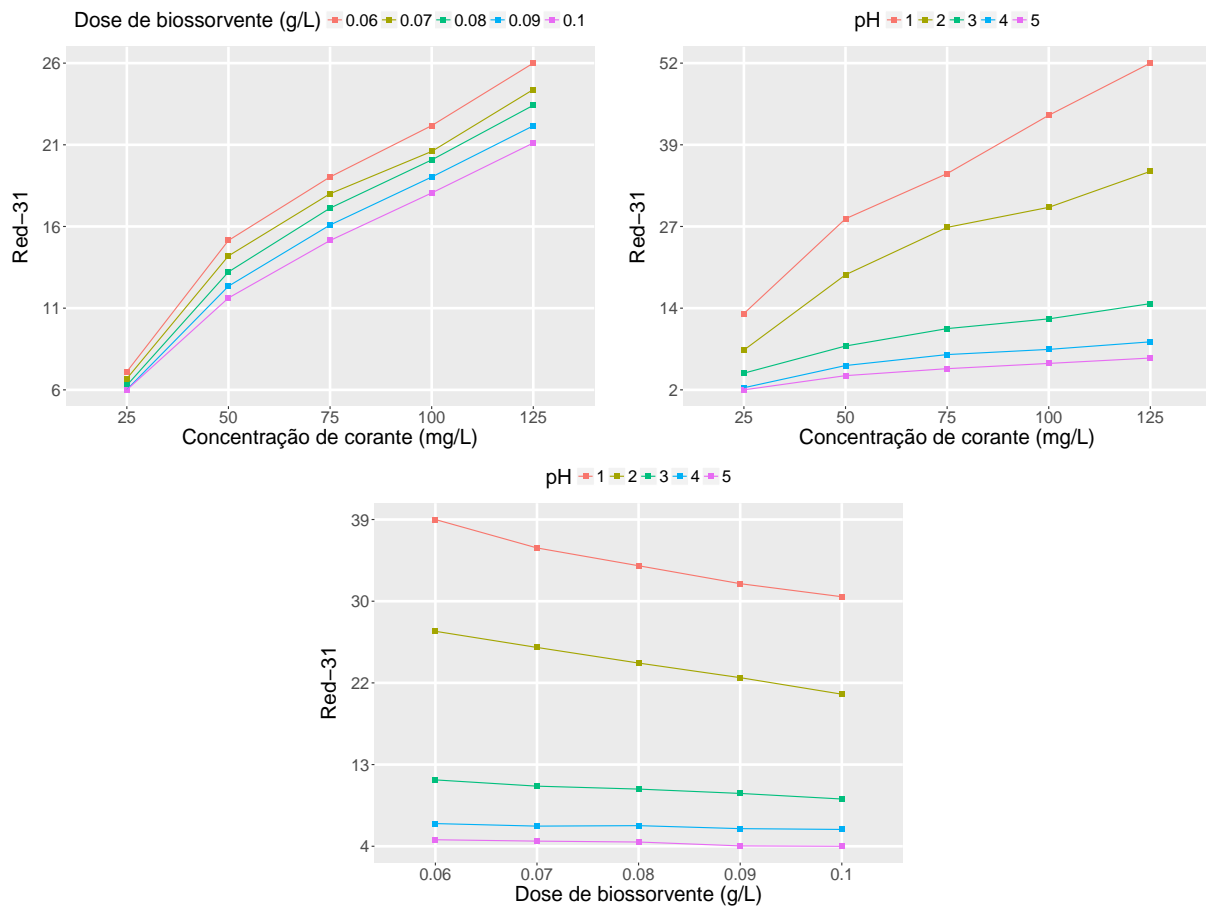 Dose de biossorvente (g/L) 0.06 0.07 0.08 0.09 0.1
26
21
16
11
6
Red−31
25 50 75 100 125
Concentração de corante (mg/L)
pH 1 2 3 4 5
52
39
27
14
2
Red−31
25 50 75 100 125
Concentração de corante (mg/L)
pH 1 2 3 4 5
39
30
22
13
4
Red−31
0.06 0.07 0.08 0.09 0.1
Dose de biossorvente (g/L)